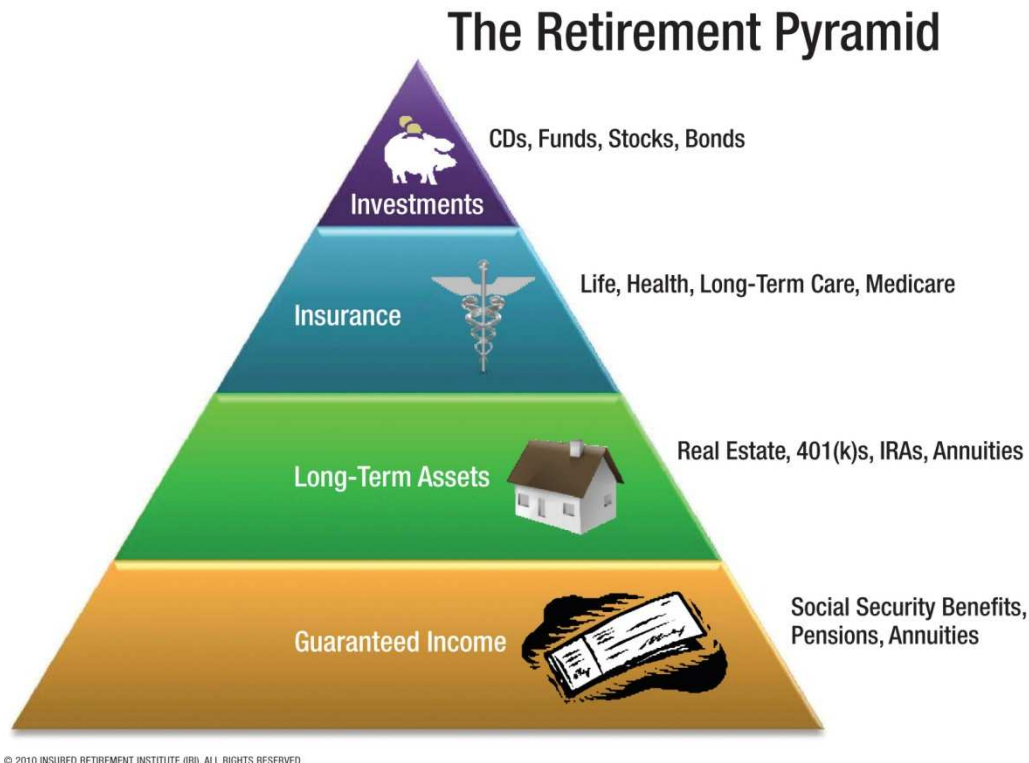 The Retirement Pyramid
CDs, Funds, Stocks, Bonds
Investments
Life, Health, Long-Term Care, Medicare
Insurance
Real Estate, 401(k)s, IRAs, Annuities
Long-Term Assets
Social Security Benefits,
Pensions, Annuities
Guaranteed Income
© 2010 INSURED RETIREMENT INSTITUTE (IRI). ALL RIGHTS RESERVED.